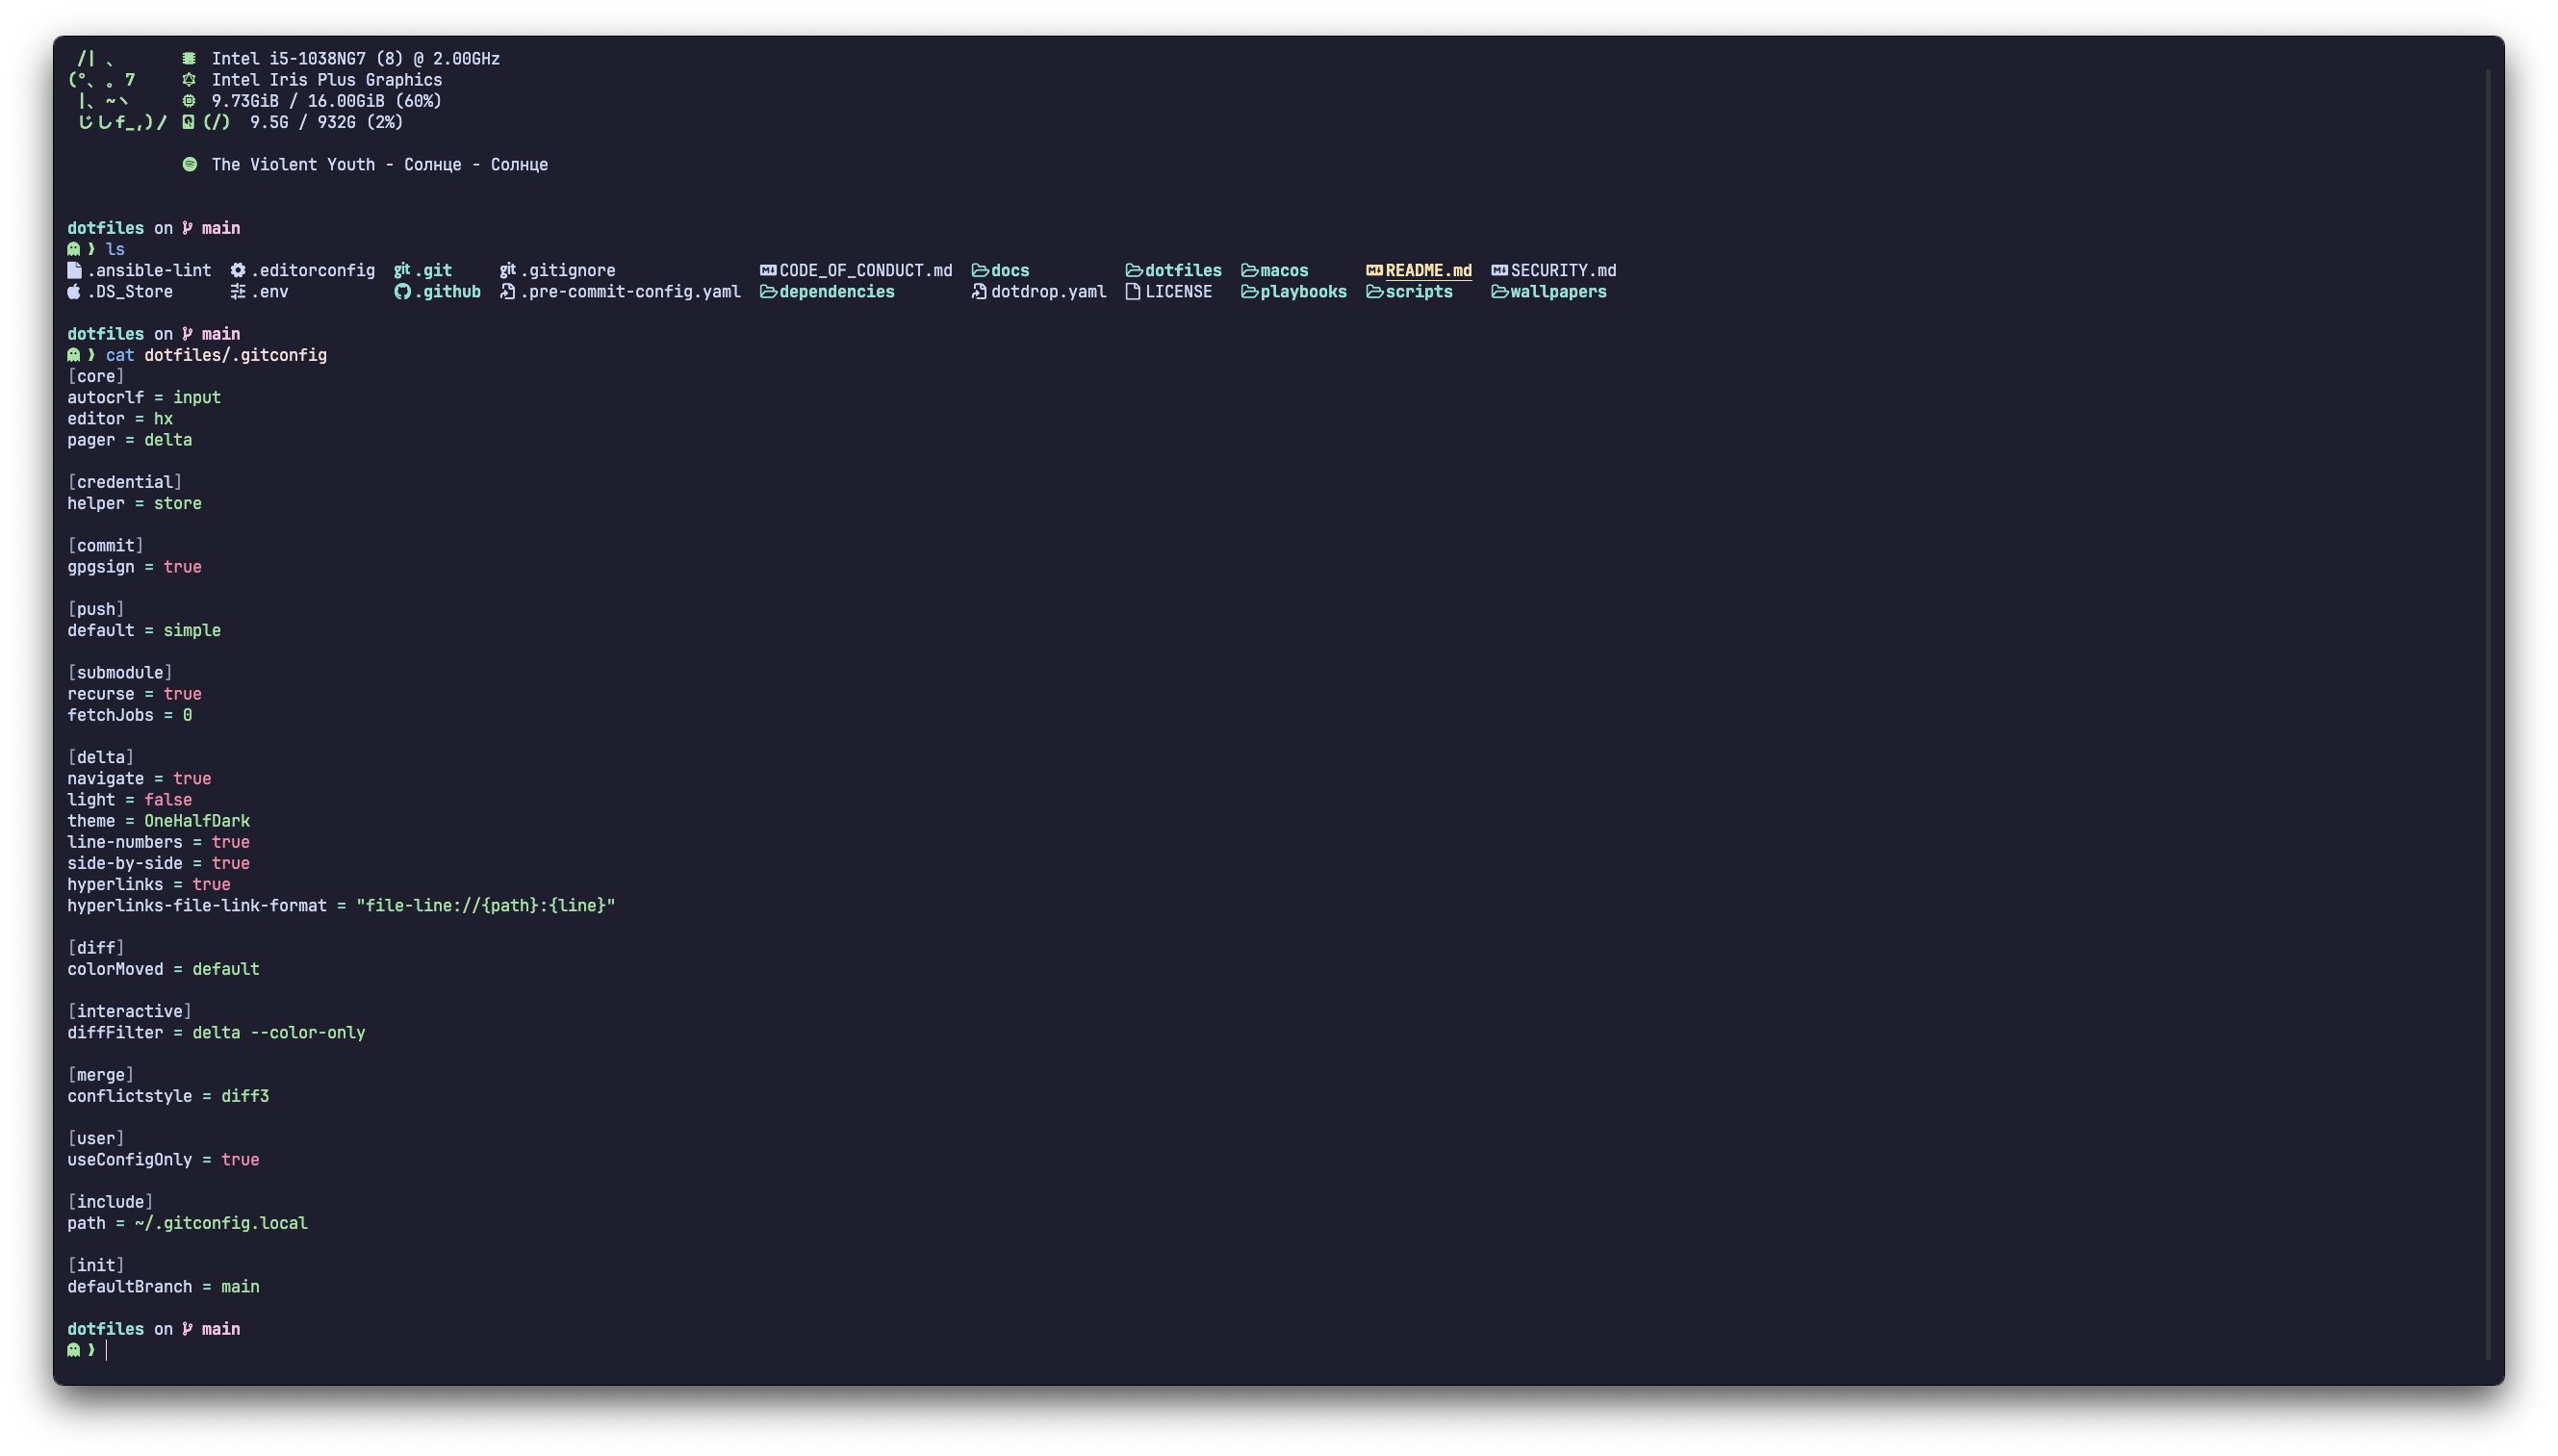 /| 、 Intel i5-1038NG7 (8) @ 2.00GHz
(°、 。 7 Intel Iris Plus Graphics
|、 ~ヽ 9.73GiB / 16.00GiB (60%)
じしf_,)ノ (/) 9.5G / 932G (2%)
The Violent Youth - Солнце - Солнце
dotfiles on main
❯ ls
.ansible-lint .editorconfig .git .gitignore CODE_OF_CONDUCT.md docs dotfiles macos README.md SECURITY.md
.DS_Store .env .github .pre-commit-config.yaml dependencies dotdrop.yaml LICENSE playbooks scripts wallpapers
dotfiles on main
❯ cat dotfiles/.gitconfig
[core]
autocrlf = input
editor = hx
pager = delta
[credential]
helper = store
[commit]
gpgsign = true
[push]
default = simple
[submodule]
recurse = true
fetchJobs = 0
[delta]
navigate = true
light = false
theme = OneHalfDark
line-numbers = true
side-by-side = true
hyperlinks = true
hyperlinks-file-link-format = "file-line://{path}:{line}"
[diff]
colorMoved = default
[interactive]
diffFilter = delta --color-only
[merge]
conflictstyle = diff3
[user]
useConfigOnly = true
[include]
path = ~/.gitconfig.local
[init]
defaultBranch = main
dotfiles on main
❯